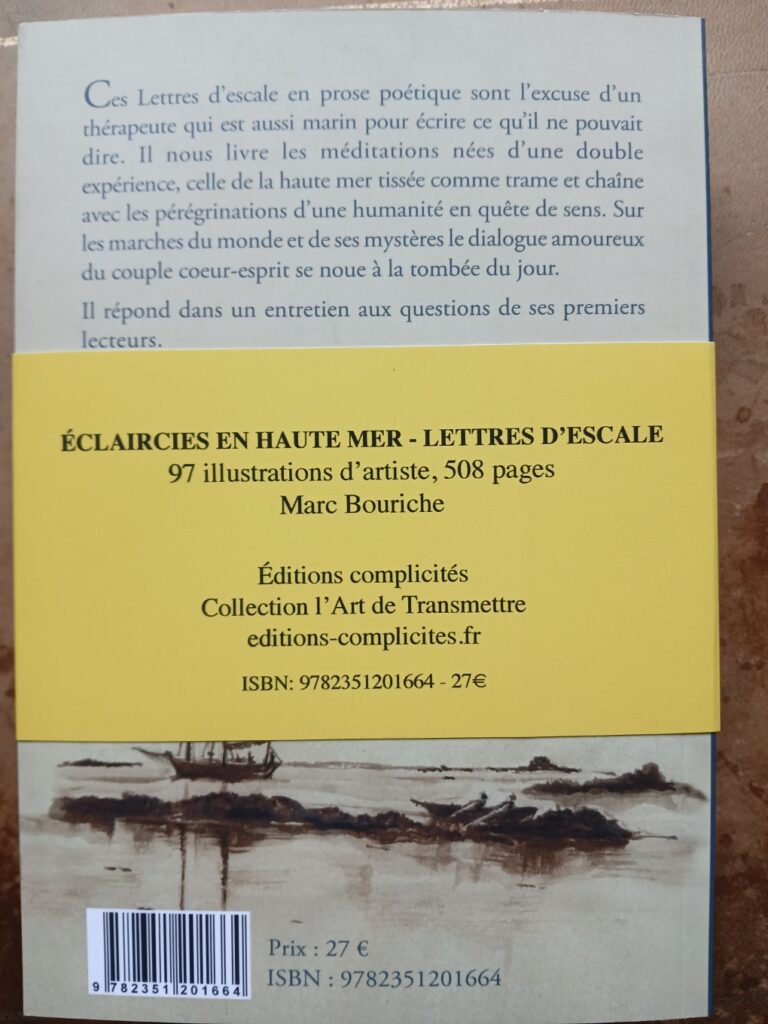 Ces Lettres d'escale en prose poétique sont l'excuse d'un
thérapeute qui est aussi marin pour écrire ce qu'il ne pouvait
dire. Il nous livre les méditations nées d'une double
expérience, celle de la haute mer tissée comme trame et chaîne
avec les pérégrinations d'une humanité en quête de sens. Sur
les marches du monde et de ses mystères le dialogue amoureux
du couple coeur-esprit se noue à la tombée du jour.
Il répond dans un entretien aux questions de ses premiers
lecteurs.
ÉCLAIRCIES EN HAUTE MER - LETTRES D'ESCALE
97 illustrations d'artiste, 508 pages
Marc Bouriche
Éditions complicités
Collection l'Art de Transmettre
editions-complicites.fr
ISBN: 9782351201664 - 27€
Prix : 27 €
ISBN : 9782351201664
9 782351 201664